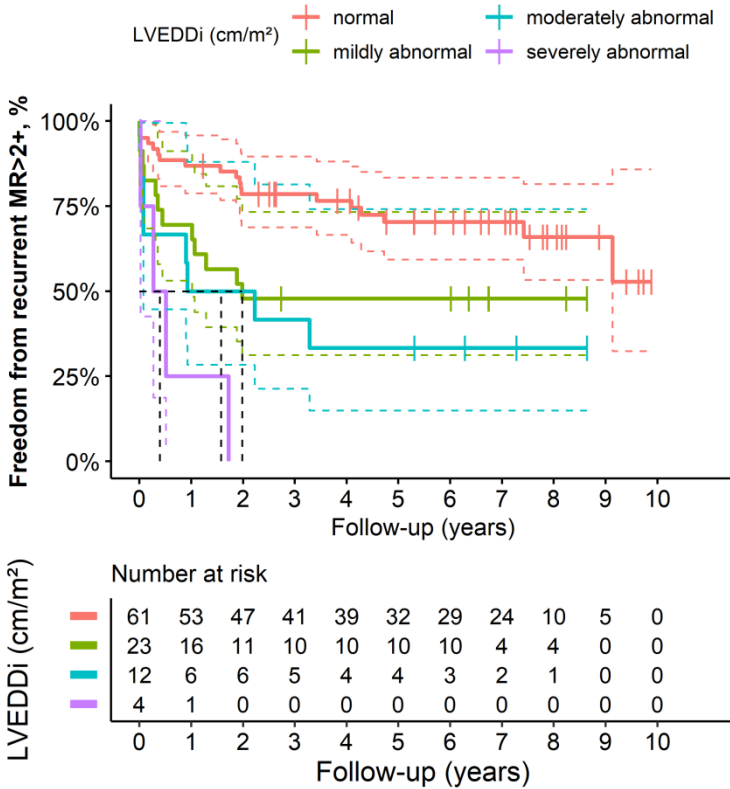 LVEDDi (cm/m²)
normal
moderately abnormal
mildly abnormal
severely abnormal
Freedom from recurrent MR>2+, %
100%
75%
50%
25%
0%
0 1 2 3 4 5 6 7 8 9 10
Follow-up (years)
LVEDDi (cm/m²)
Number at risk
61 53 47 41 39 32 29 24 10 5 0
23 16 11 10 10 10 10 4 4 0 0
12 6 6 5 4 4 3 2 1 0 0
4 1 0 0 0 0 0 0 0 0 0
0 1 2 3 4 5 6 7 8 9 10
Follow-up (years)